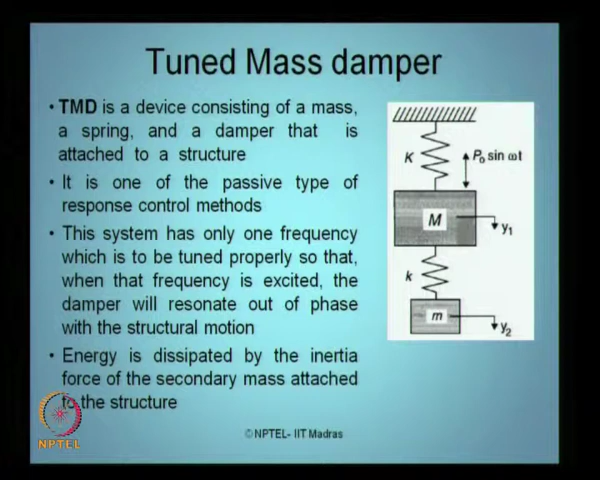 Tuned Mass damper
• TMD is a device consisting of a mass,
a spring, and a damper that is
attached to a structure
• It is one of the passive type of
response control methods
• This system has only one frequency
which is to be tuned properly so that,
when that frequency is excited, the
damper will resonate out of phase
with the structural motion
• Energy is dissipated by the inertia
force of the secondary mass attached
to the structure
K
P₀ sin ωt
M
y₁
k
m
y₂
NPTEL
©NPTEL- IIT Madras